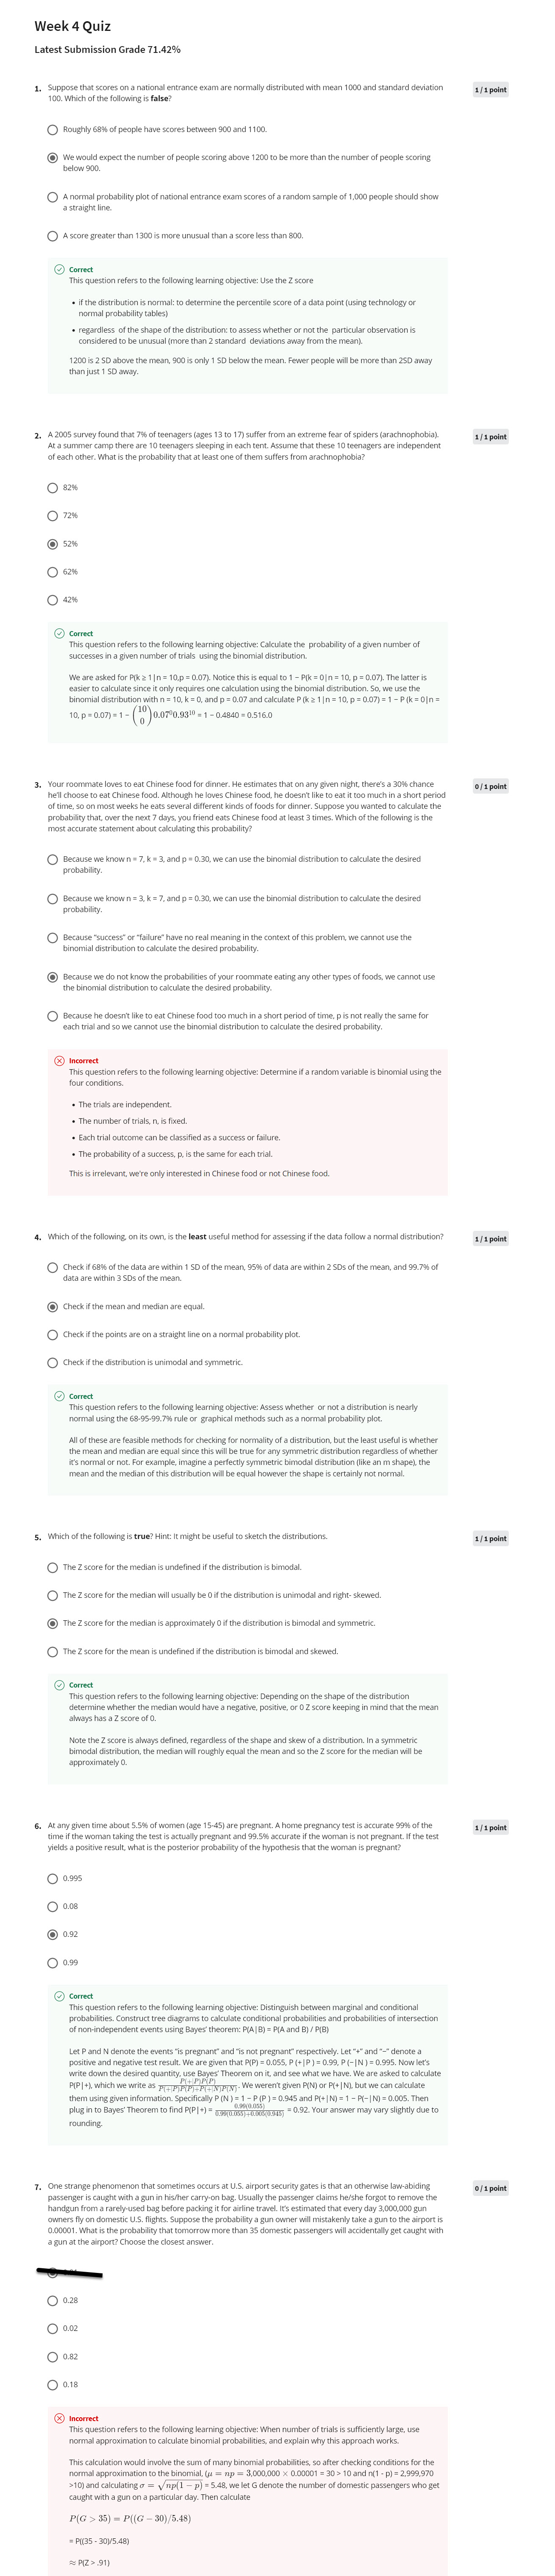 Week 4 Quiz
Latest Submission Grade 71.42%
1. Suppose that scores on a national entrance exam are normally distributed with mean 1000 and standard deviation
100. Which of the following is false?
1 / 1 point
Roughly 68% of people have scores between 900 and 1100.
We would expect the number of people scoring above 1200 to be more than the number of people scoring
below 900.
A normal probability plot of national entrance exam scores of a random sample of 1,000 people should show
a straight line.
A score greater than 1300 is more unusual than a score less than 800.
Correct
This question refers to the following learning objective: Use the Z score
• if the distribution is normal: to determine the percentile score of a data point (using technology or
normal probability tables)
• regardless of the shape of the distribution: to assess whether or not the particular observation is
considered to be unusual (more than 2 standard deviations away from the mean).
1200 is 2 SD above the mean, 900 is only 1 SD below the mean. Fewer people will be more than 2SD away
than just 1 SD away.
2. A 2005 survey found that 7% of teenagers (ages 13 to 17) suffer from an extreme fear of spiders (arachnophobia).
At a summer camp there are 10 teenagers sleeping in each tent. Assume that these 10 teenagers are independent
of each other. What is the probability that at least one of them suffers from arachnophobia?
1 / 1 point
82%
72%
52%
62%
42%
Correct
This question refers to the following learning objective: Calculate the probability of a given number of
successes in a given number of trials using the binomial distribution.
We are asked for P(k ≥ 1|n = 10,p = 0.07). Notice this is equal to 1 − P(k = 0|n = 10, p = 0.07). The latter is
easier to calculate since it only requires one calculation using the binomial distribution. So, we use the
binomial distribution with n = 10, k = 0, and p = 0.07 and calculate P (k ≥ 1|n = 10, p = 0.07) = 1 − P (k = 0|n =
10, p = 0.07) = 1 − (10 0) 0.07⁰0.93¹⁰ = 1 − 0.4840 = 0.516.0
3. Your roommate loves to eat Chinese food for dinner. He estimates that on any given night, there's a 30% chance
he'll choose to eat Chinese food. Although he loves Chinese food, he doesn't like to eat it too much in a short period
of time, so on most weeks he eats several different kinds of foods for dinner. Suppose you wanted to calculate the
probability that, over the next 7 days, you friend eats Chinese food at least 3 times. Which of the following is the
most accurate statement about calculating this probability?
0 / 1 point
Because we know n = 7, k = 3, and p = 0.30, we can use the binomial distribution to calculate the desired
probability.
Because we know n = 3, k = 7, and p = 0.30, we can use the binomial distribution to calculate the desired
probability.
Because "success" or "failure" have no real meaning in the context of this problem, we cannot use the
binomial distribution to calculate the desired probability.
Because we do not know the probabilities of your roommate eating any other types of foods, we cannot use
the binomial distribution to calculate the desired probability.
Because he doesn't like to eat Chinese food too much in a short period of time, p is not really the same for
each trial and so we cannot use the binomial distribution to calculate the desired probability.
Incorrect
This question refers to the following learning objective: Determine if a random variable is binomial using the
four conditions.
• The trials are independent.
• The number of trials, n, is fixed.
• Each trial outcome can be classified as a success or failure.
• The probability of a success, p, is the same for each trial.
This is irrelevant, we're only interested in Chinese food or not Chinese food.
4. Which of the following, on its own, is the least useful method for assessing if the data follow a normal distribution?
1 / 1 point
Check if 68% of the data are within 1 SD of the mean, 95% of data are within 2 SDs of the mean, and 99.7% of
data are within 3 SDs of the mean.
Check if the mean and median are equal.
Check if the points are on a straight line on a normal probability plot.
Check if the distribution is unimodal and symmetric.
Correct
This question refers to the following learning objective: Assess whether or not a distribution is nearly
normal using the 68-95-99.7% rule or graphical methods such as a normal probability plot.
All of these are feasible methods for checking for normality of a distribution, but the least useful is whether
the mean and median are equal since this will be true for any symmetric distribution regardless of whether
it's normal or not. For example, imagine a perfectly symmetric bimodal distribution (like an m shape), the
mean and the median of this distribution will be equal however the shape is certainly not normal.
5. Which of the following is true? Hint: It might be useful to sketch the distributions.
1 / 1 point
The Z score for the median is undefined if the distribution is bimodal.
The Z score for the median will usually be 0 if the distribution is unimodal and right- skewed.
The Z score for the median is approximately 0 if the distribution is bimodal and symmetric.
The Z score for the mean is undefined if the distribution is bimodal and skewed.
Correct
This question refers to the following learning objective: Depending on the shape of the distribution
determine whether the median would have a negative, positive, or 0 Z score keeping in mind that the mean
always has a Z score of 0.
Note the Z score is always defined, regardless of the shape and skew of a distribution. In a symmetric
bimodal distribution, the median will roughly equal the mean and so the Z score for the median will be
approximately 0.
6. At any given time about 5.5% of women (age 15-45) are pregnant. A home pregnancy test is accurate 99% of the
time if the woman taking the test is actually pregnant and 99.5% accurate if the woman is not pregnant. If the test
yields a positive result, what is the posterior probability of the hypothesis that the woman is pregnant?
1 / 1 point
0.995
0.08
0.92
0.99
Correct
This question refers to the following learning objective: Distinguish between marginal and conditional
probabilities. Construct tree diagrams to calculate conditional probabilities and probabilities of intersection
of non-independent events using Bayes' theorem: P(A|B) = P(A and B) / P(B)
Let P and N denote the events "is pregnant" and "is not pregnant" respectively. Let "+" and "−" denote a
positive and negative test result. We are given that P(P) = 0.055, P (+|P ) = 0.99, P (−|N ) = 0.995. Now let's
write down the desired quantity, use Bayes' Theorem on it, and see what we have. We are asked to calculate
P(P|+), which we write as P(+|P)P(P) / P(+|P)P(P)+P(+|N)P(N). We weren't given P(N) or P(+|N), but we can calculate
them using given information. Specifically P (N ) = 1 − P (P ) = 0.945 and P(+|N) = 1 − P(−|N) = 0.005. Then
plug in to Bayes' Theorem to find P(P|+) = 0.99(0.055) / 0.99(0.055)+0.005(0.945) = 0.92. Your answer may vary slightly due to
rounding.
7. One strange phenomenon that sometimes occurs at U.S. airport security gates is that an otherwise law-abiding
passenger is caught with a gun in his/her carry-on bag. Usually the passenger claims he/she forgot to remove the
handgun from a rarely-used bag before packing it for airline travel. It's estimated that every day 3,000,000 gun
owners fly on domestic U.S. flights. Suppose the probability a gun owner will mistakenly take a gun to the airport is
0.00001. What is the probability that tomorrow more than 35 domestic passengers will accidentally get caught with
a gun at the airport? Choose the closest answer.
0 / 1 point
0.28
0.02
0.82
0.18
Incorrect
This question refers to the following learning objective: When number of trials is sufficiently large, use
normal approximation to calculate binomial probabilities, and explain why this approach works.
This calculation would involve the sum of many binomial probabilities, so after checking conditions for the
normal approximation to the binomial, (μ = np = 3,000,000 × 0.00001 = 30 > 10 and n(1 - p) = 2,999,970
>10) and calculating σ = √np(1 − p) = 5.48), we let G denote the number of domestic passengers who get
caught with a gun on a particular day. Then calculate
P(G > 35) = P((G − 30)/5.48)
= P((35 - 30)/5.48)
≈ P(Z > .91)